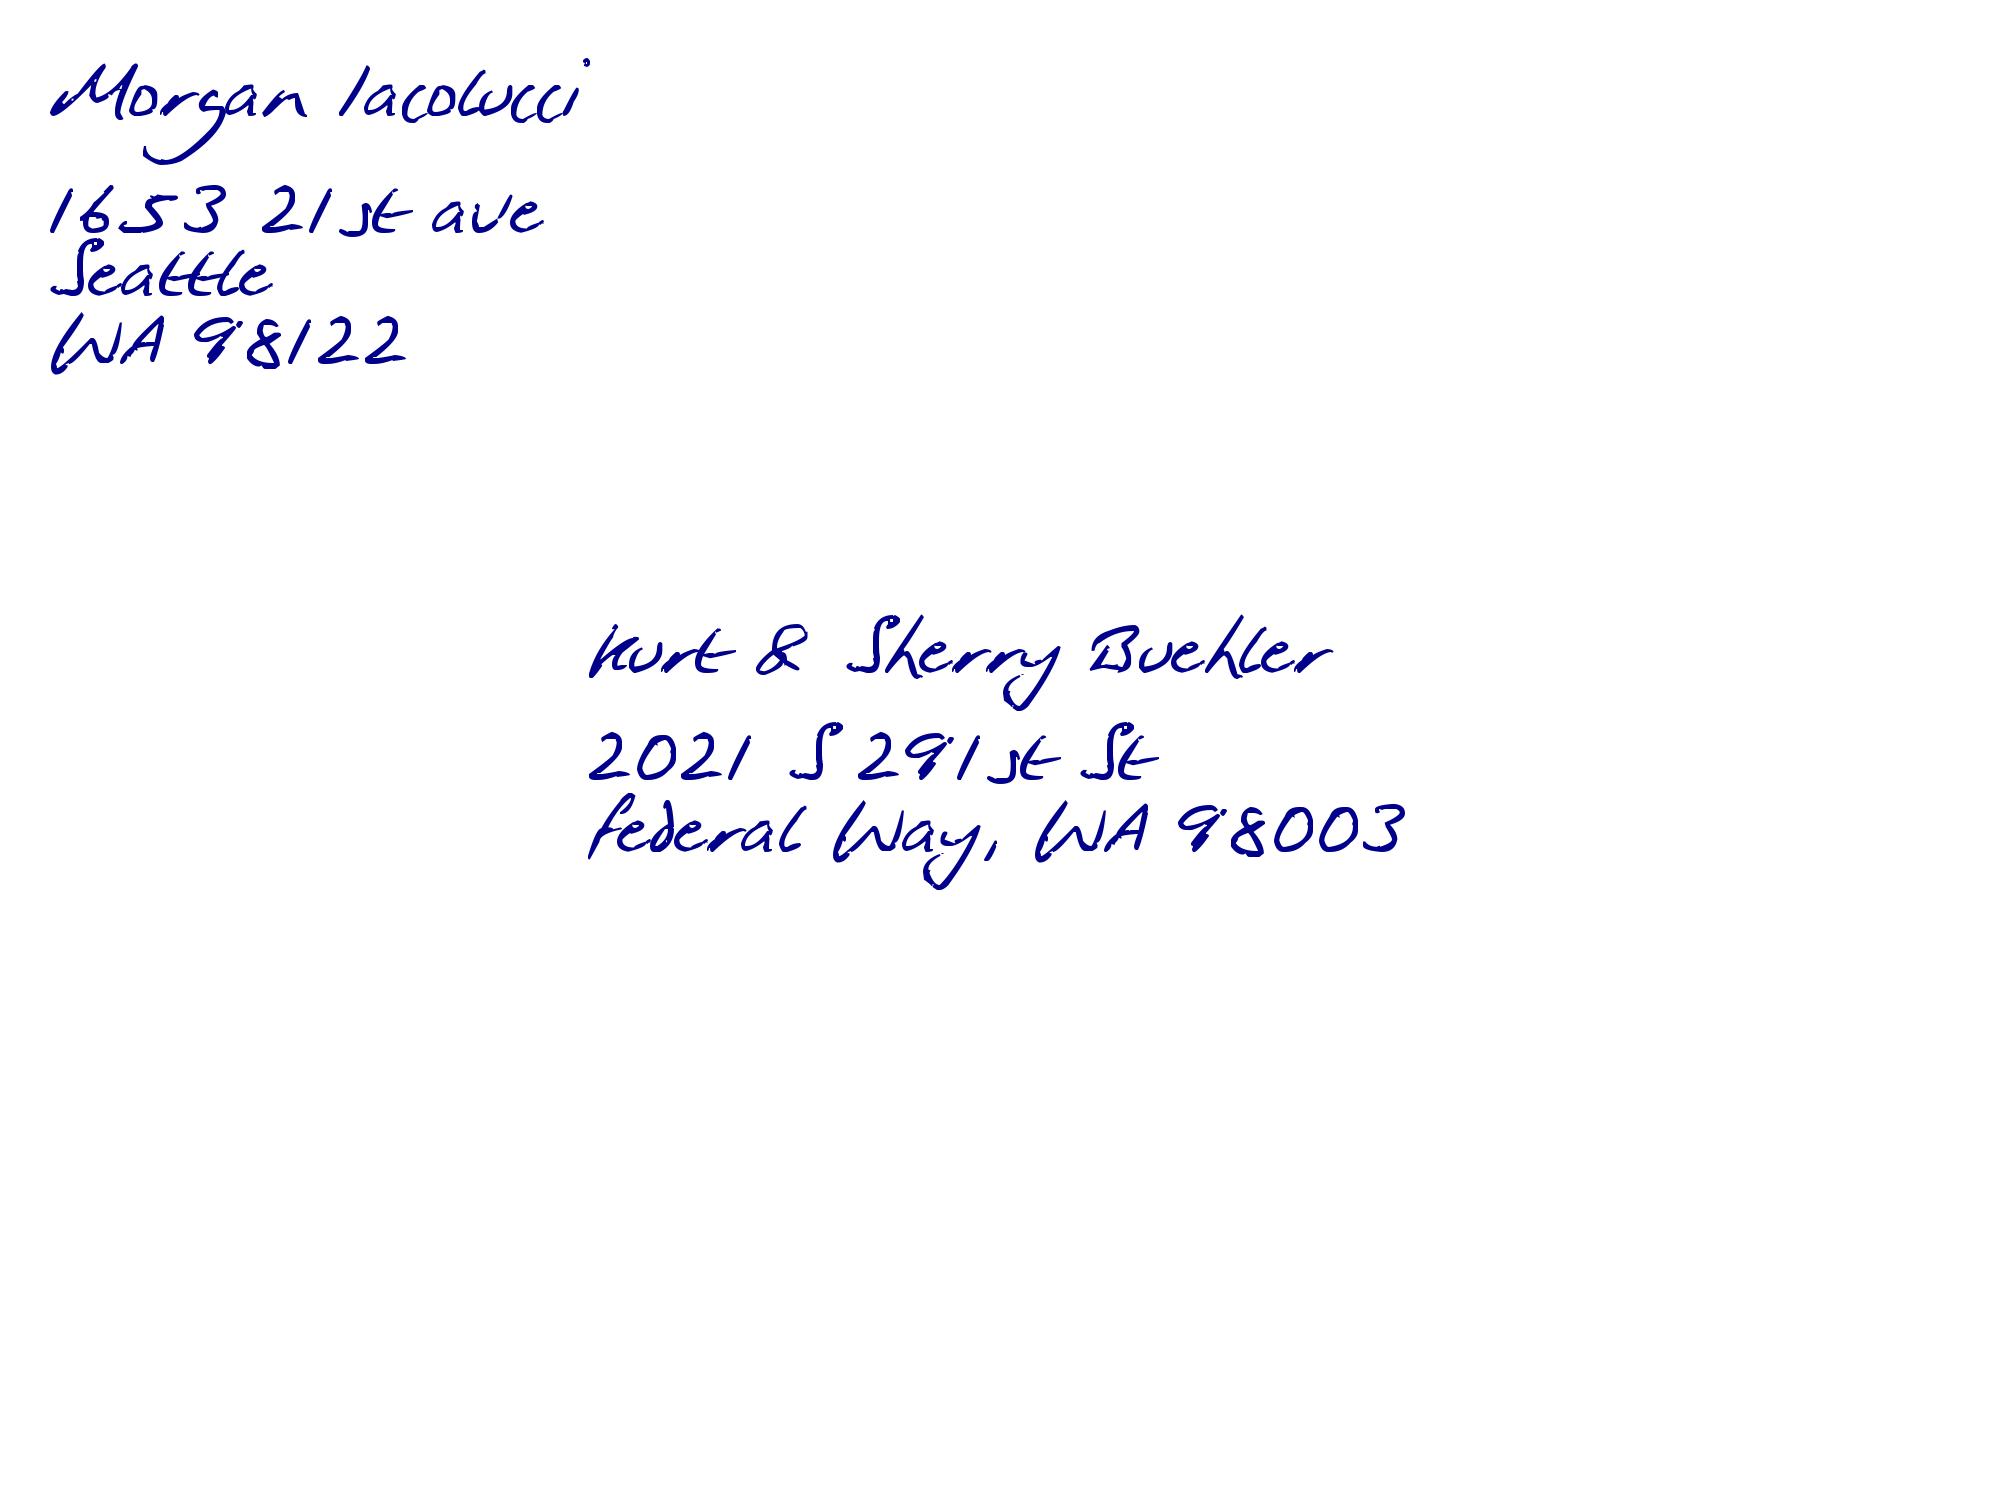 Morgan Iacolucci
1653 21st ave
Seattle
WA 98122
Kurt & Sherry Buehler
2021 S 291st St
Federal Way, WA 98003